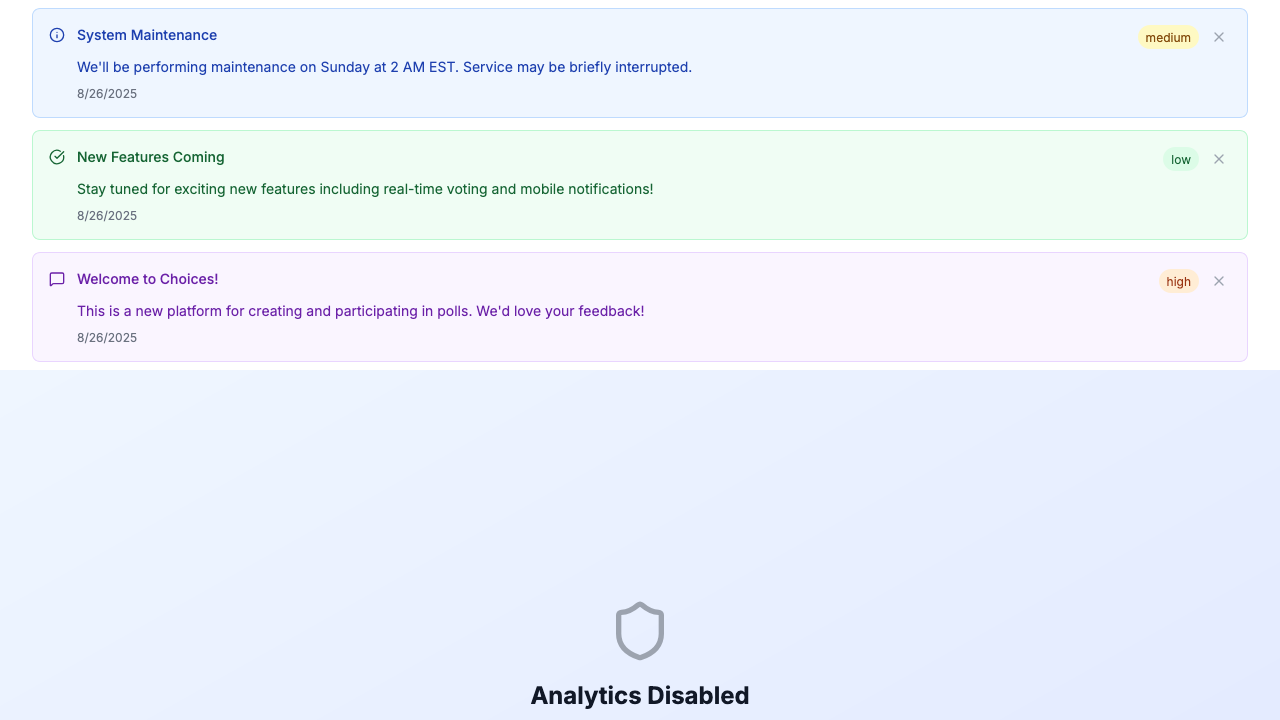 System Maintenance
medium
We'll be performing maintenance on Sunday at 2 AM EST. Service may be briefly interrupted.
8/26/2025
New Features Coming
low
Stay tuned for exciting new features including real-time voting and mobile notifications!
8/26/2025
Welcome to Choices!
high
This is a new platform for creating and participating in polls. We'd love your feedback!
8/26/2025
Analytics Disabled